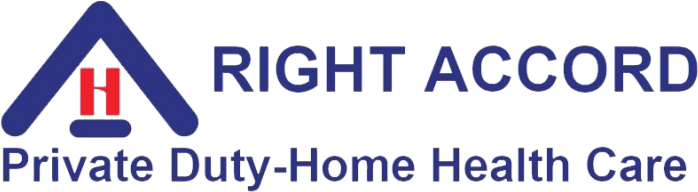 H
RIGHT ACCORD
Private Duty-Home Health Care